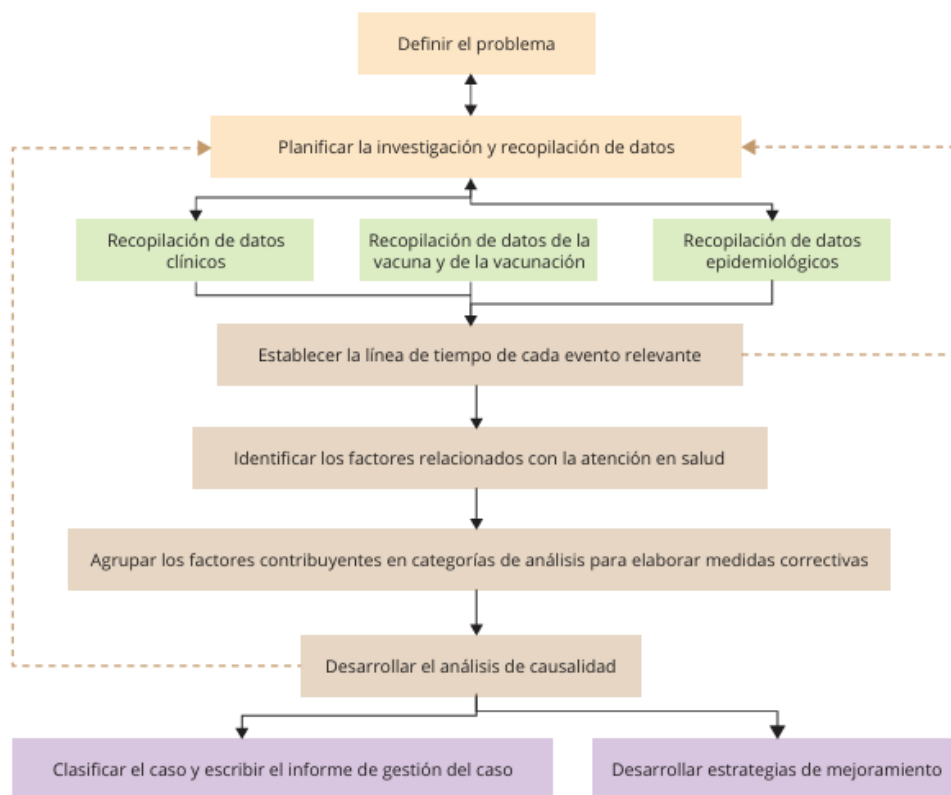 Definir el problema
Planificar la investigación y recopilación de datos
Recopilación de datos
clínicos
Recopilación de datos de la
vacuna y de la vacunación
Recopilación de datos
epidemiológicos
Establecer la línea de tiempo de cada evento relevante
Identificar los factores relacionados con la atención en salud
Agrupar los factores contribuyentes en categorías de análisis para elaborar medidas correctivas
Desarrollar el análisis de causalidad
Clasificar el caso y escribir el informe de gestión del caso
Desarrollar estrategias de mejoramiento